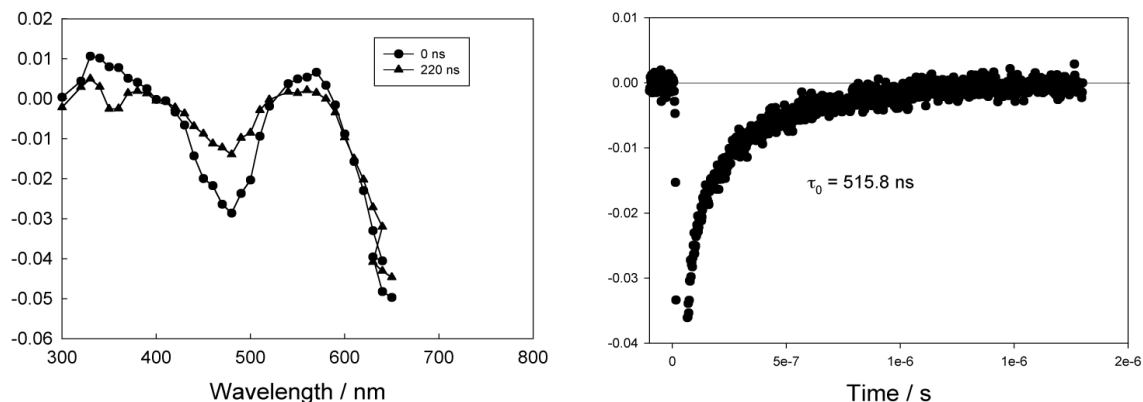 0.02
0.01
0.00
-0.01
-0.02
-0.03
-0.04
-0.05
-0.06
300 400 500 600 700 800
Wavelength / nm
0 ns
220 ns
0.01
0.00
-0.01
-0.02
-0.03
-0.04
0 5e-7 1e-6 1e-6 2e-6
Time / s
τ₀ = 515.8 ns